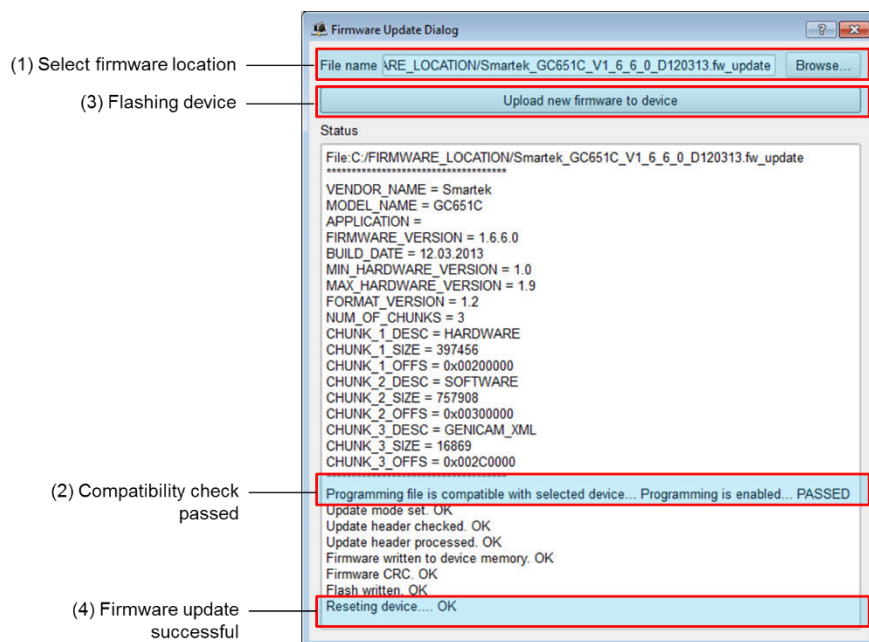 Firmware Update Dialog
(1) Select firmware location
File name ARE_LOCATION/Smartek_GC651C_V1_6_6_0_D120313.fw_update Browse...
(3) Flashing device
Upload new firmware to device
Status
File:C:/FIRMWARE_LOCATION/Smartek_GC651C_V1_6_6_0_D120313.fw_update
************************************
VENDOR_NAME = Smartek
MODEL_NAME = GC651C
APPLICATION =
FIRMWARE_VERSION = 1.6.6.0
BUILD_DATE = 12.03.2013
MIN_HARDWARE_VERSION = 1.0
MAX_HARDWARE_VERSION = 1.9
FORMAT_VERSION = 1.2
NUM_OF_CHUNKS = 3
CHUNK_1_DESC = HARDWARE
CHUNK_1_SIZE = 397456
CHUNK_1_OFFS = 0x00200000
CHUNK_2_DESC = SOFTWARE
CHUNK_2_SIZE = 757908
CHUNK_2_OFFS = 0x00300000
CHUNK_3_DESC = GENICAM_XML
CHUNK_3_SIZE = 16869
CHUNK_3_OFFS = 0x002C0000
************************************
(2) Compatibility check
passed
Programming file is compatible with selected device... Programming is enabled... PASSED
Update mode set. OK
Update header checked. OK
Update header processed. OK
Firmware written to device memory. OK
Firmware CRC. OK
Flash written. OK
(4) Firmware update
successful
Reseting device.... OK